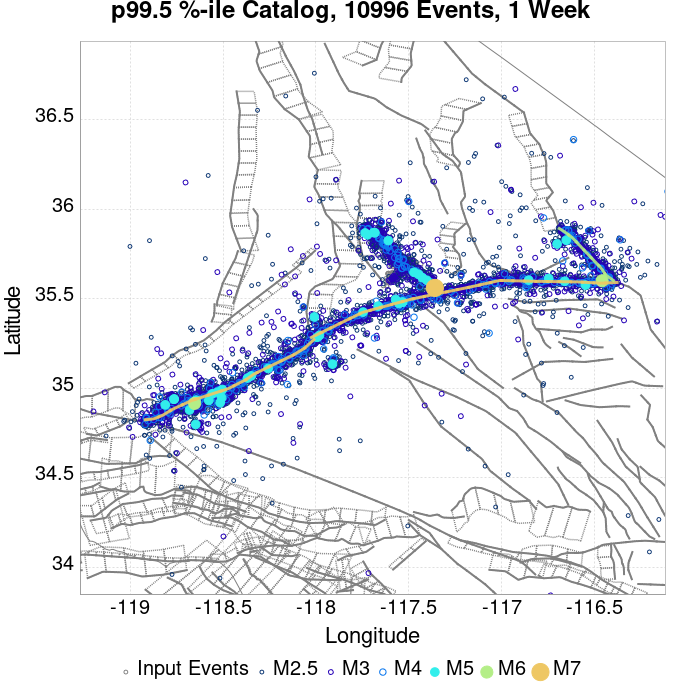 p99.5 %-ile Catalog, 10996 Events, 1 Week
36.5
36
35.5
35
34.5
34
Latitude
-119 -118.5 -118 -117.5 -117 -116.5
Longitude
Input Events M2.5 M3 M4 M5 M6 M7